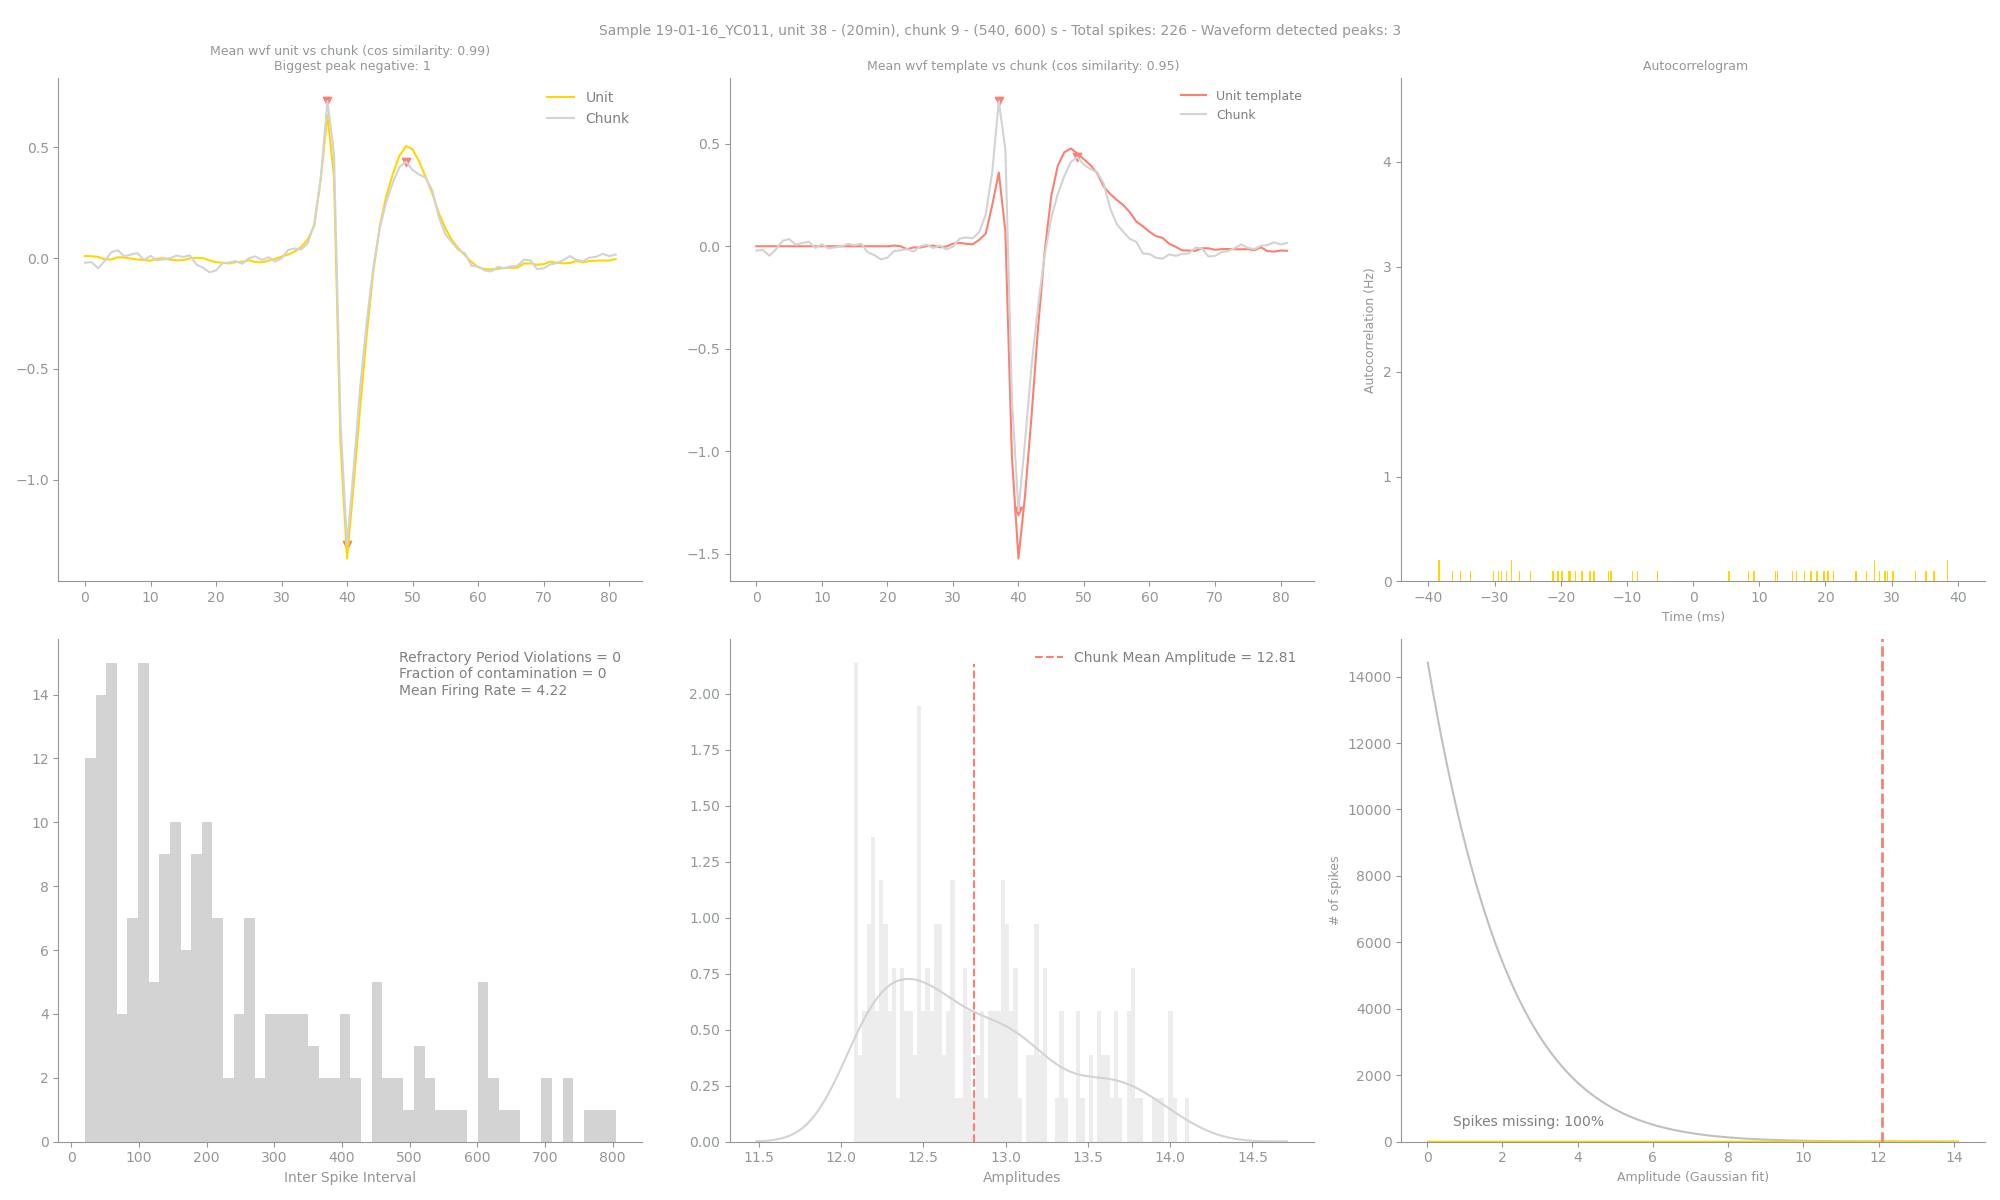 Sample 19-01-16_YC011, unit 38 - (20min), chunk 9 - (540, 600) s - Total spikes: 226 - Waveform detected peaks: 3
Mean wvf unit vs chunk (cos similarity: 0.99)
Biggest peak negative: 1
Unit
Chunk
0.5
0.0
−0.5
−1.0
0 10 20 30 40 50 60 70 80
Mean wvf template vs chunk (cos similarity: 0.95)
Unit template
Chunk
0.5
0.0
−0.5
−1.0
−1.5
0 10 20 30 40 50 60 70 80
Autocorrelogram
Autocorrelation (Hz)
4
3
2
1
0
−40 −30 −20 −10 0 10 20 30 40
Time (ms)
Refractory Period Violations = 0
Fraction of contamination = 0
Mean Firing Rate = 4.22
14
12
10
8
6
4
2
0
0 100 200 300 400 500 600 700 800
Inter Spike Interval
Chunk Mean Amplitude = 12.81
2.00
1.75
1.50
1.25
1.00
0.75
0.50
0.25
0.00
11.5 12.0 12.5 13.0 13.5 14.0 14.5
Amplitudes
# of spikes
14000
12000
10000
8000
6000
4000
2000
0
Spikes missing: 100%
0 2 4 6 8 10 12 14
Amplitude (Gaussian fit)